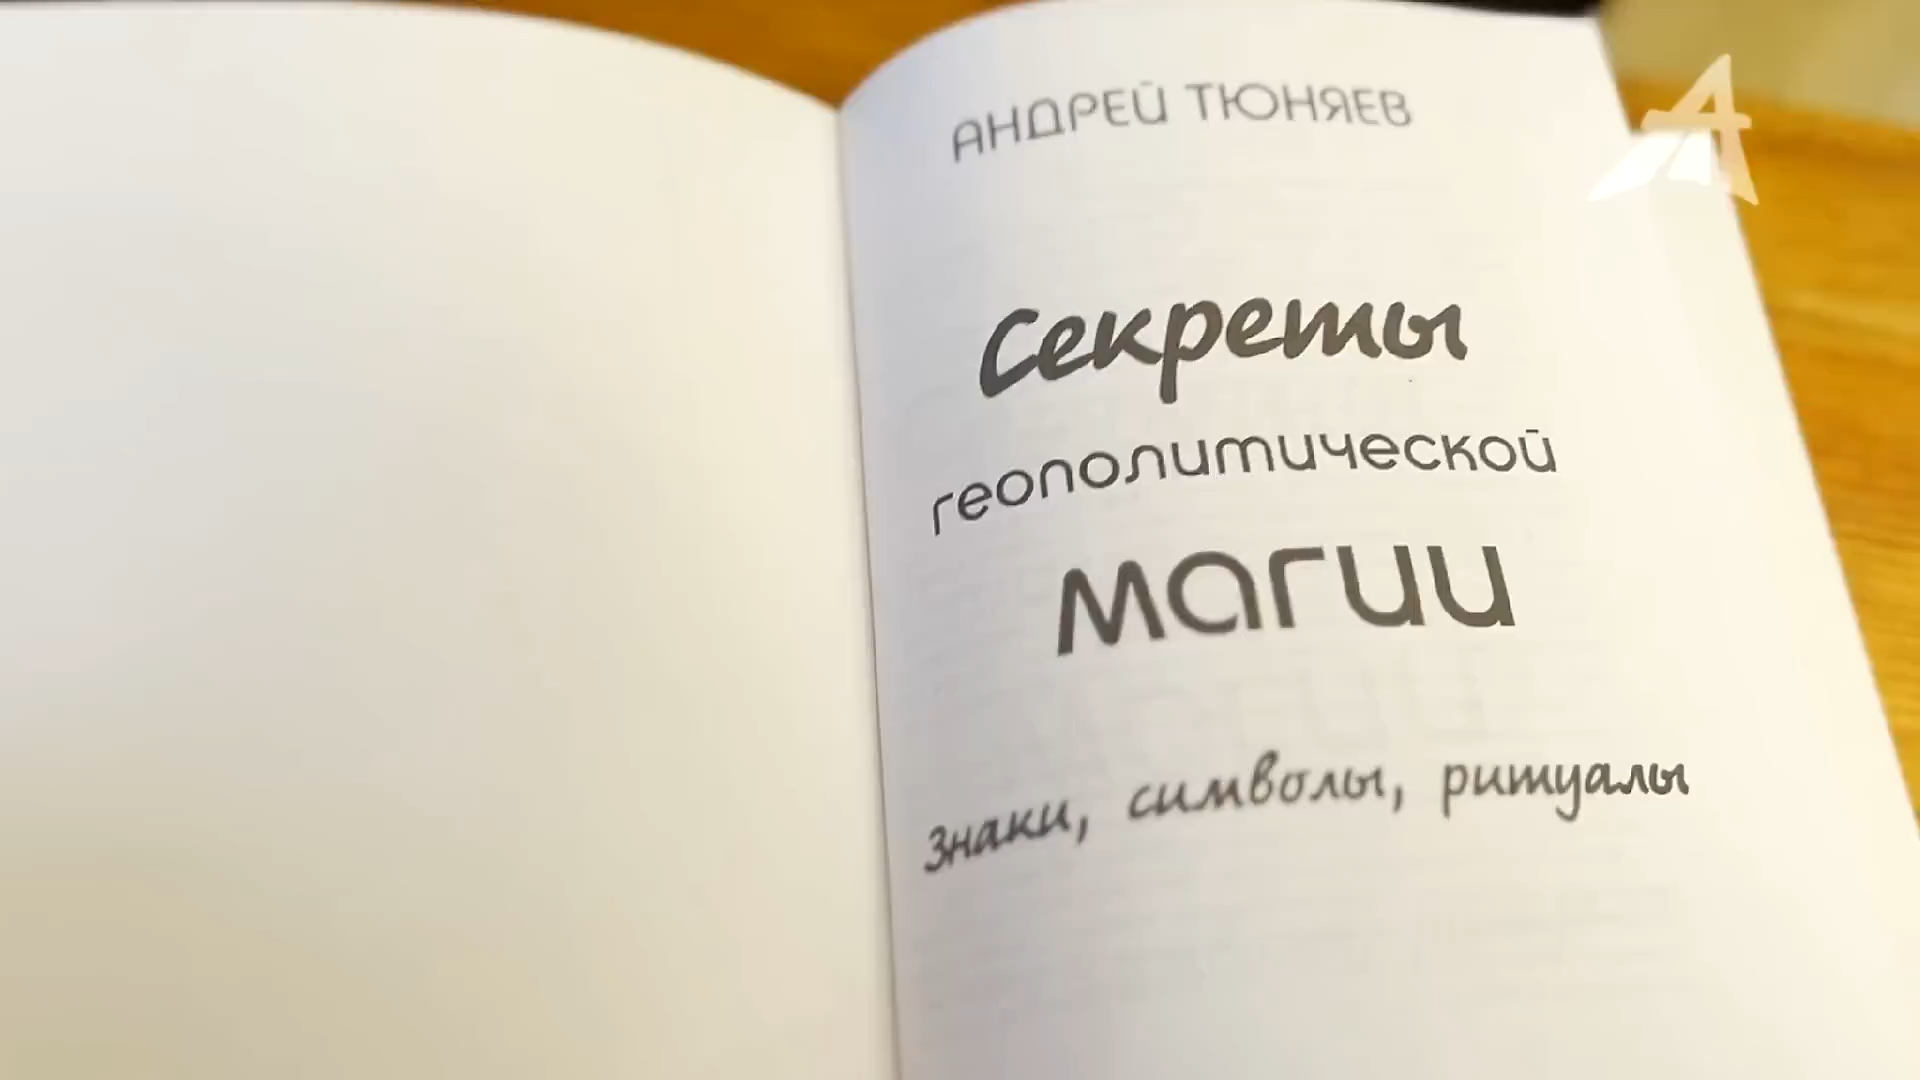 АНДРЕЙ ТЮНЯЕВ
Секреты
геополитической
магии
знаки, символы, ритуалы